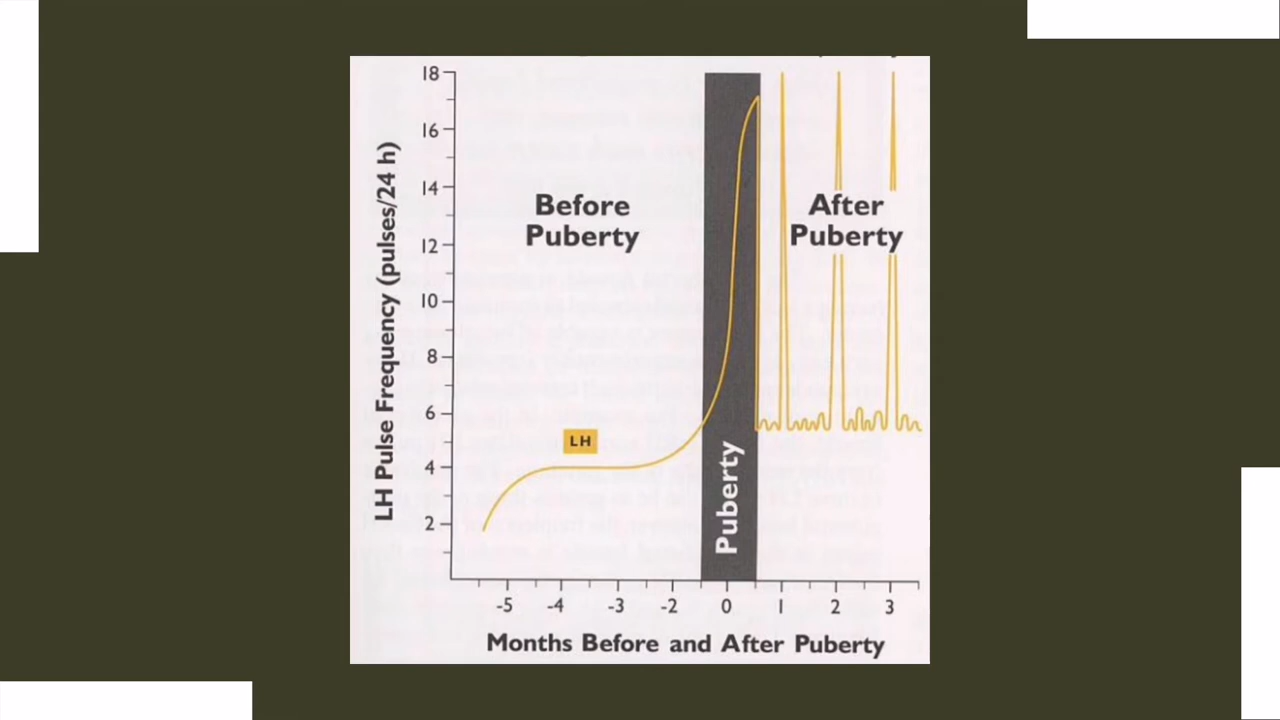 18
16
14
12
10
8
6
4
2
LH Pulse Frequency (pulses/24 h)
Before
Puberty
After
Puberty
LH
Puberty
-5 -4 -3 -2 0 1 2 3
Months Before and After Puberty